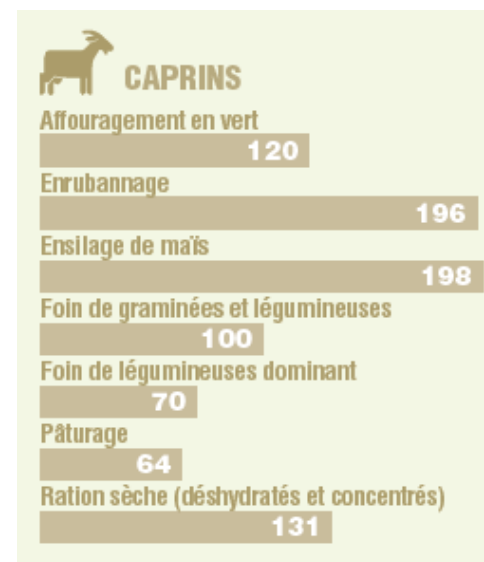 CAPRINS
Affouragement en vert
120
Enrubannage
196
Ensilage de maïs
198
Foin de graminées et légumineuses
100
Foin de légumineuses dominant
70
Pâturage
64
Ration sèche (déshydratés et concentrés)
131